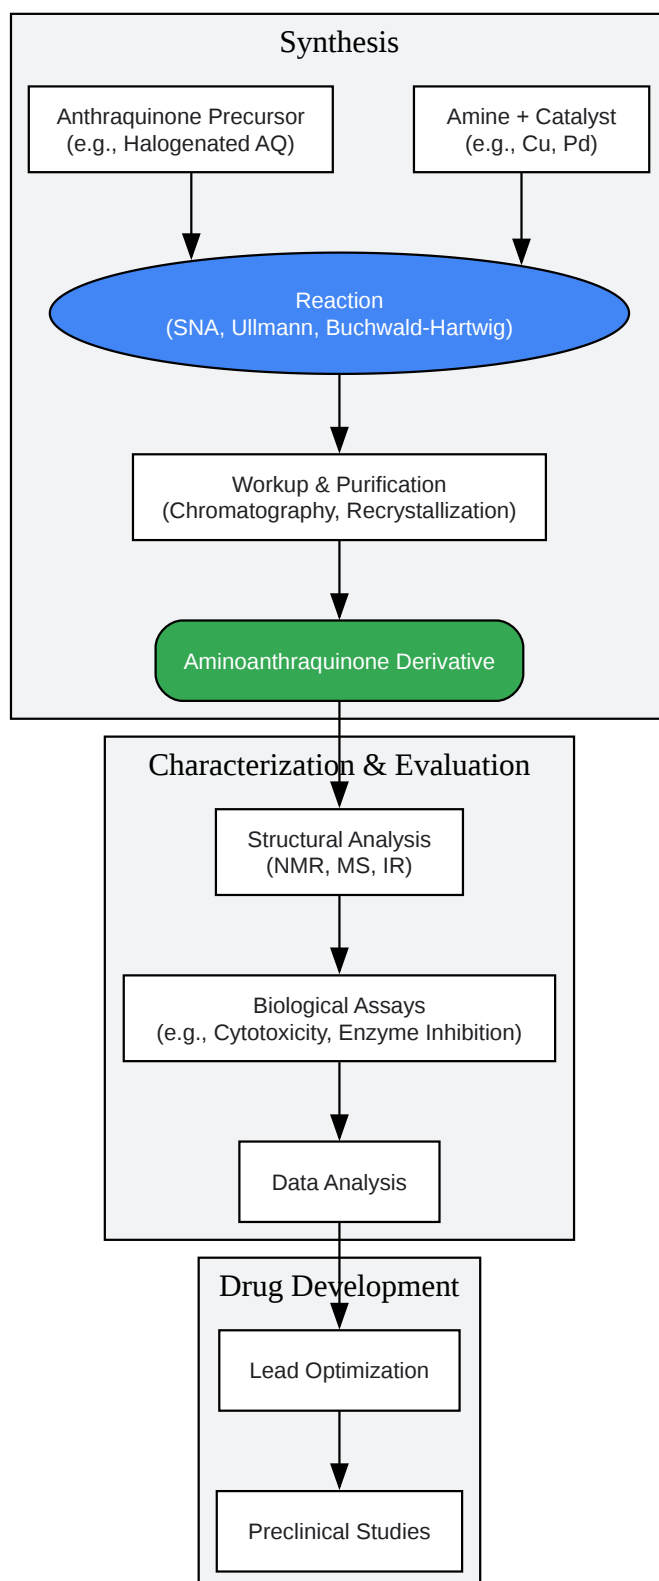 Synthesis
Anthraquinone Precursor
(e.g., Halogenated AQ)
Amine + Catalyst
(e.g., Cu, Pd)
Reaction
(SNA, Ullmann, Buchwald-Hartwig)
Workup & Purification
(Chromatography, Recrystallization)
Aminoanthraquinone Derivative
Characterization & Evaluation
Structural Analysis
(NMR, MS, IR)
Biological Assays
(e.g., Cytotoxicity, Enzyme Inhibition)
Data Analysis
Drug Development
Lead Optimization
Preclinical Studies